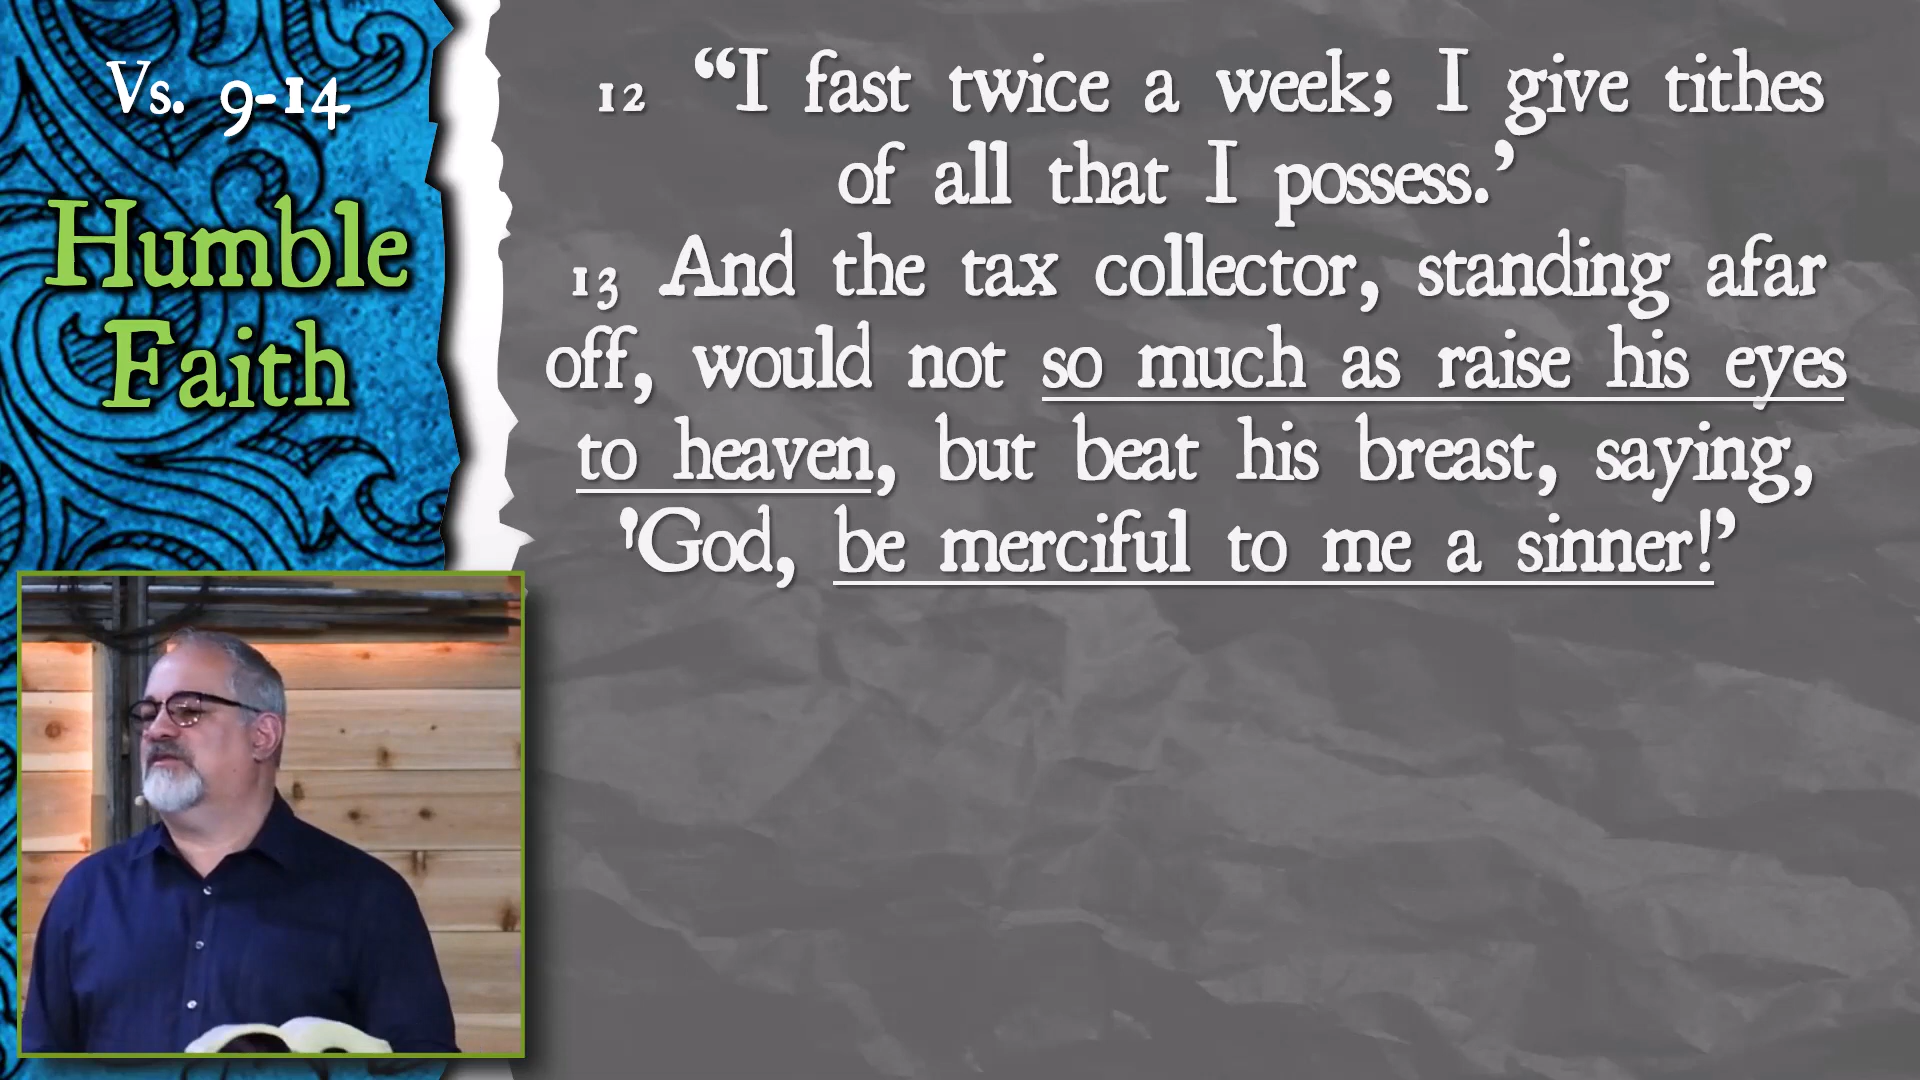 Vs. 9-14
Humble
Faith
12 “I fast twice a week; I give tithes
of all that I possess.’
13 And the tax collector, standing afar
off, would not so much as raise his eyes
to heaven, but beat his breast, saying,
'God, be merciful to me a sinner!’